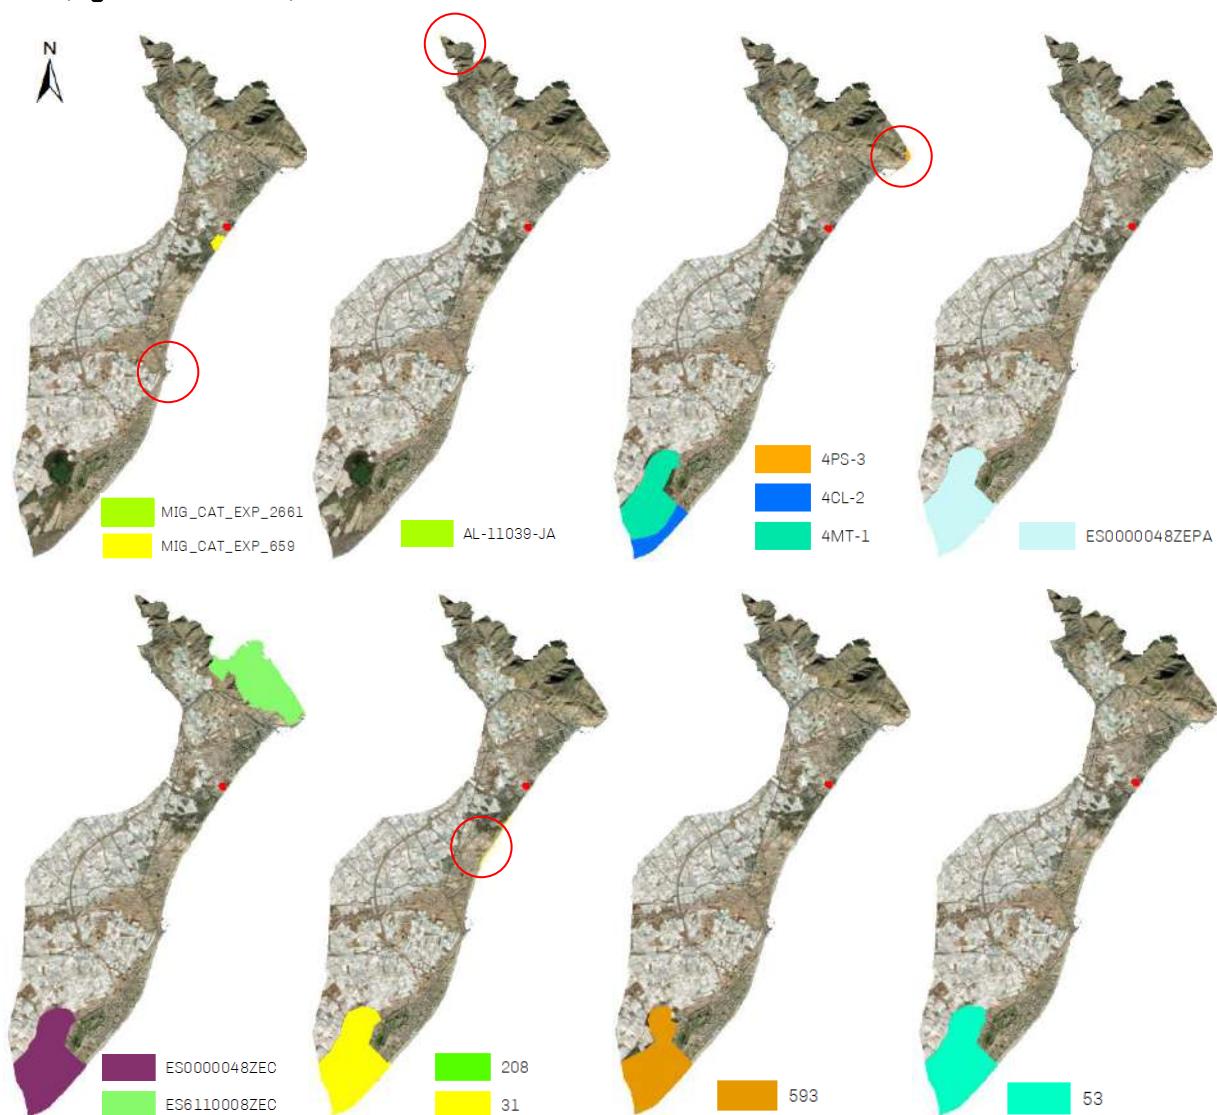 N
MIG_CAT_EXP_2661
MIG_CAT_EXP_659
AL-11039-JA
4PS-3
4CL-2
4MT-1
ES0000048ZEPA
ES0000048ZEC
ES6110008ZEC
208
31
593
53